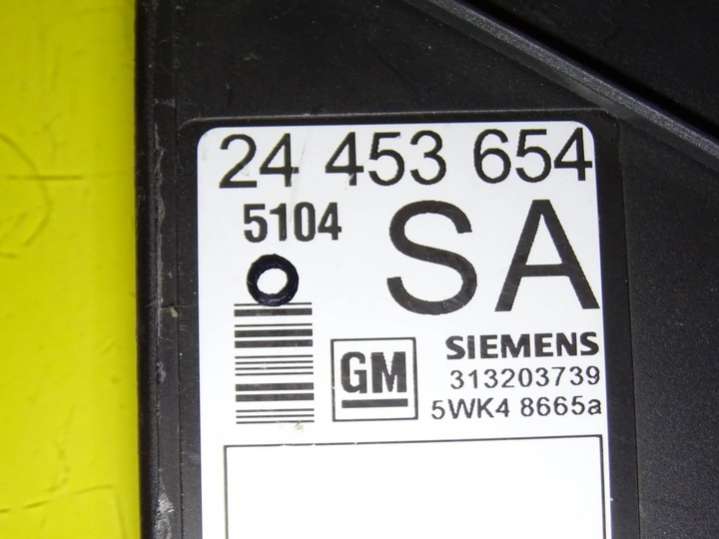 24 453 654
5104
SA
GM
SIEMENS
313203739
5WK4 8665a